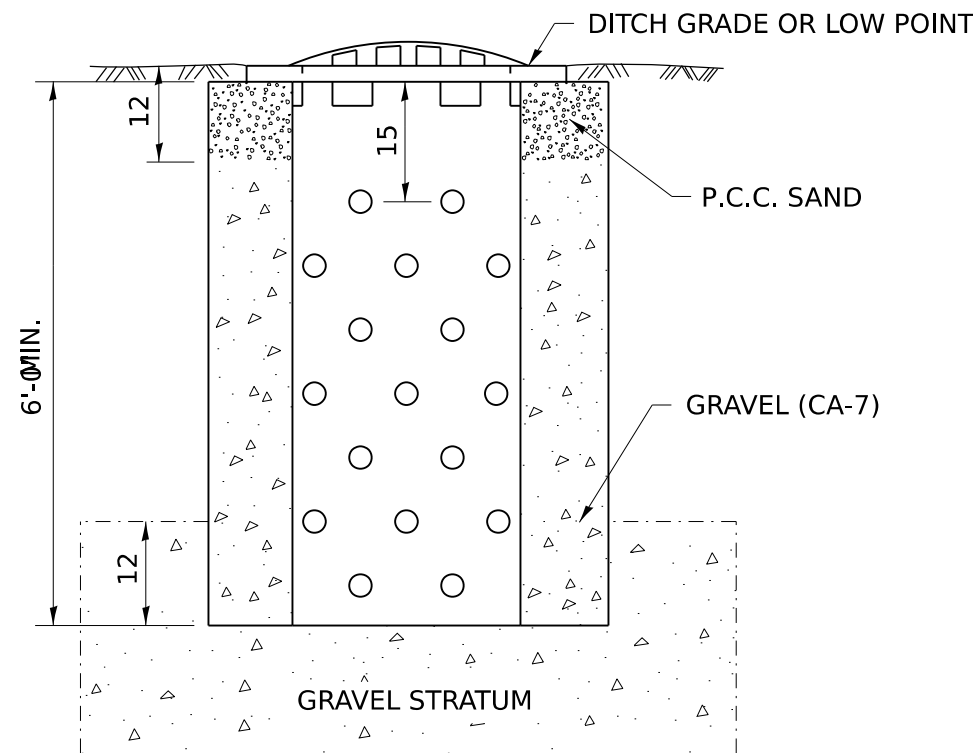 DITCH GRADE OR LOW POINT
12
15
P.C.C. SAND
6'-0" MIN.
GRAVEL (CA-7)
12
GRAVEL STRATUM